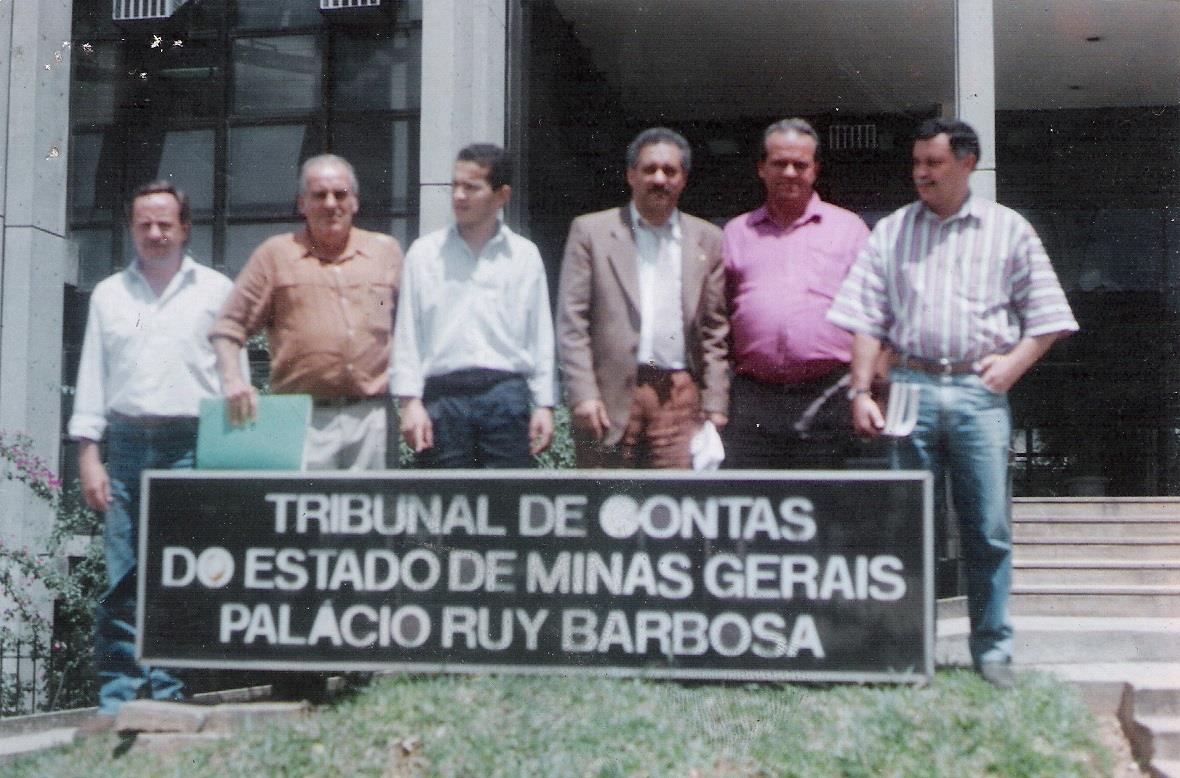 TRIBUNAL DE CONTAS
DO ESTADO DE MINAS GERAIS
PALÁCIO RUY BARBOSA